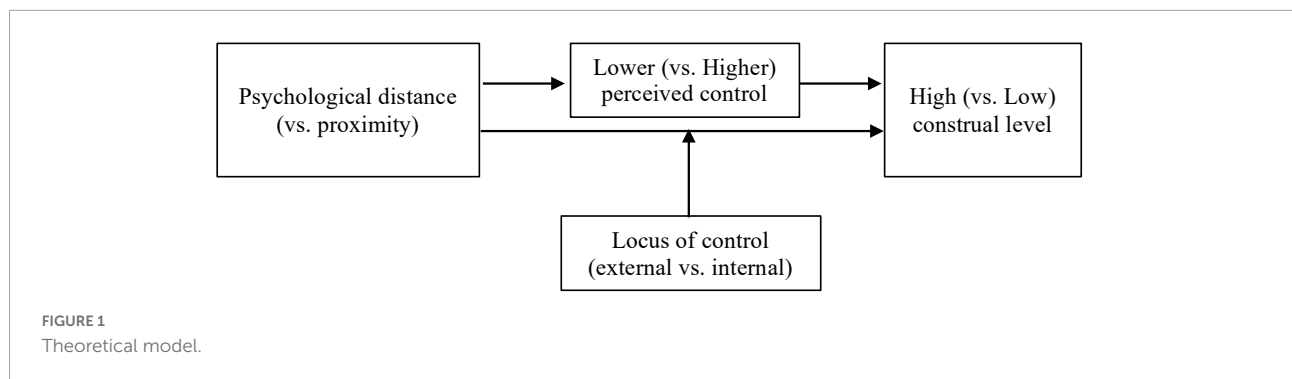 Psychological distance
(vs. proximity)
Lower (vs. Higher)
perceived control
High (vs. Low)
construal level
Locus of control
(external vs. internal)
FIGURE 1
Theoretical model.